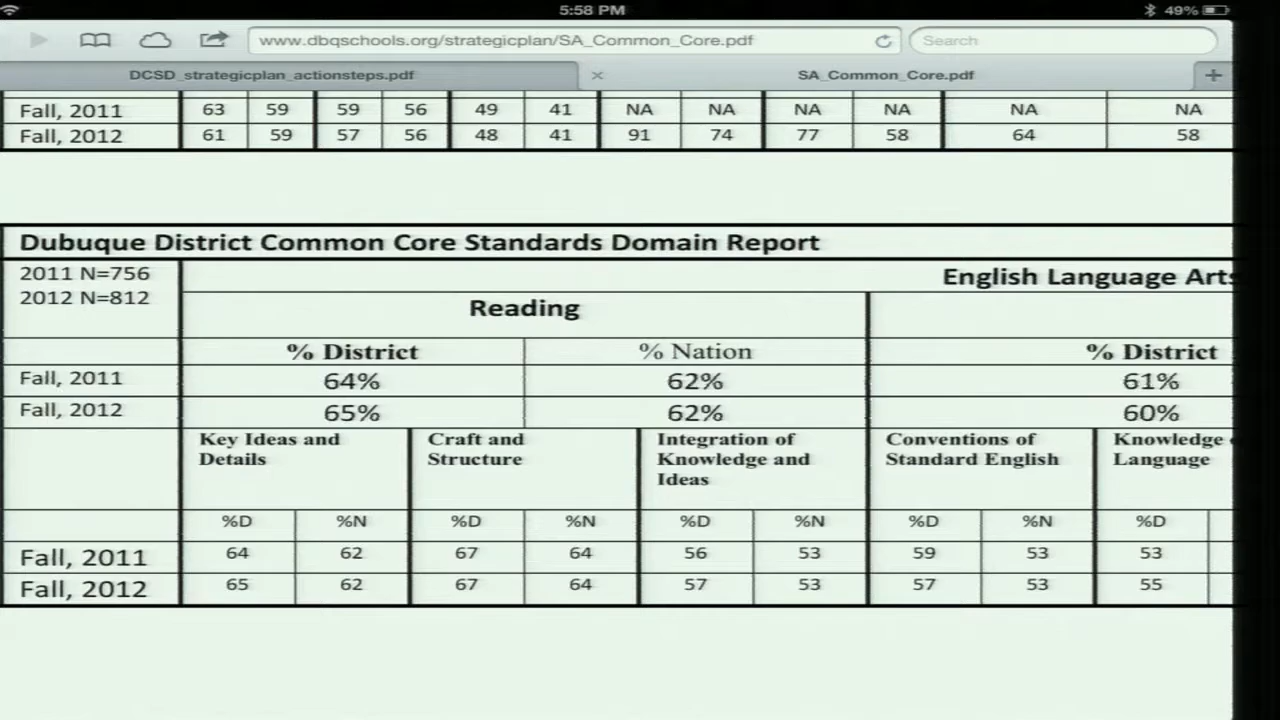 5:58 PM 49%
www.dbqschools.org/strategicplan/SA_Common_Core.pdf Search
DCSD_strategicplan_actionsteps.pdf × SA_Common_Core.pdf +
Fall, 2011 63 59 59 56 49 41 NA NA NA NA NA NA
Fall, 2012 61 59 57 56 48 41 91 74 77 58 64 58
Dubuque District Common Core Standards Domain Report
2011 N=756 English Language Arts
2012 N=812
Reading
% District % Nation % District
Fall, 2011 64% 62% 61%
Fall, 2012 65% 62% 60%
Key Ideas and Craft and Integration of Conventions of Knowledge
Details Structure Knowledge and Standard English Language
Ideas
%D %N %D %N %D %N %D %N %D
Fall, 2011 64 62 67 64 56 53 59 53 53
Fall, 2012 65 62 67 64 57 53 57 53 55